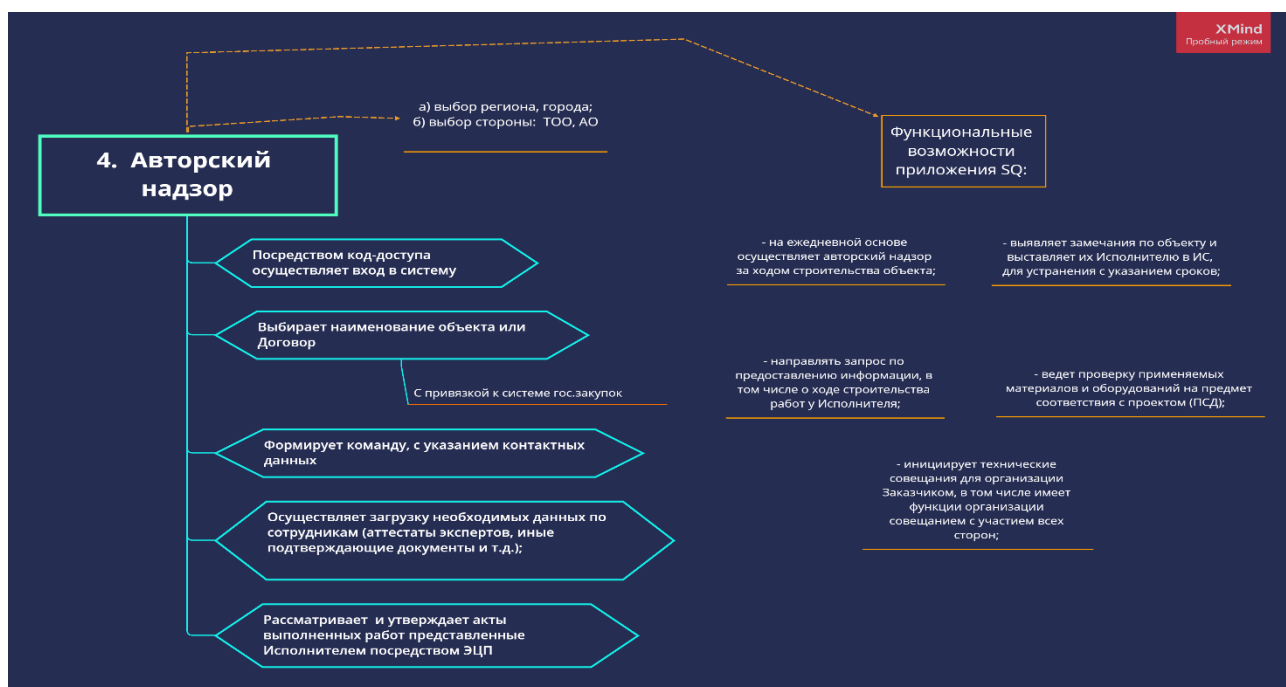 XMind
Пробный режим
а) выбор региона, города;
б) выбор стороны: ТОО, АО
4. Авторский
надзор
Функциональные
возможности
приложения SQ:
Посредством код-доступа
осуществляет вход в систему
Выбирает наименование объекта или
Договор
С привязкой к системе гос.закупок
Формирует команду, с указанием контактных
данных
Осуществляет загрузку необходимых данных по
сотрудникам (аттестаты экспертов, иные
подтверждающие документы и т.д.);
Рассматривает и утверждает акты
выполненных работ представленные
Исполнителем посредством ЭЦП
- на ежедневной основе
осуществляет авторский надзор
за ходом строительства объекта;
- выявляет замечания по объекту и
выставляет их Исполнителю в ИС,
для устранения с указанием сроков;
- направлять запрос по
предоставлению информации, в
том числе о ходе строительства
работ у Исполнителя;
- ведет проверку применяемых
материалов и оборудований на предмет
соответствия с проектом (ПСД);
- инициирует технические
совещания для организации
Заказчиком, в том числе имеет
функции организации
совещанием с участием всех
сторон;